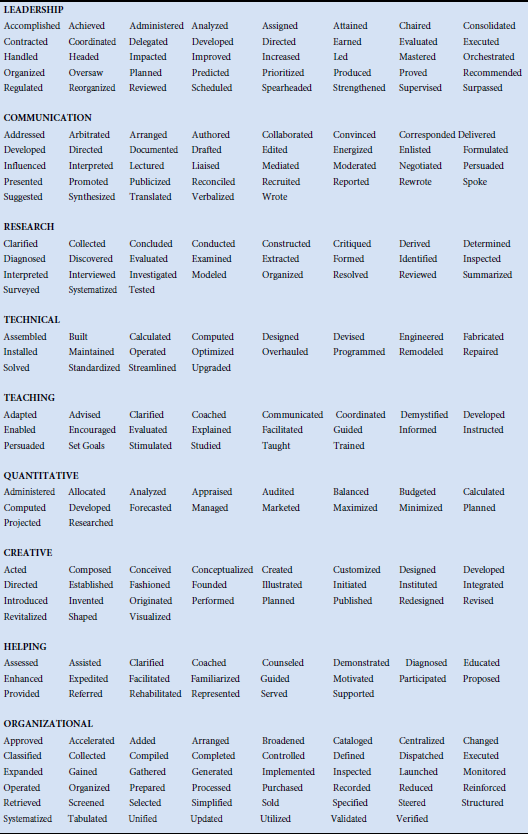 LEADERSHIP
Accomplished Achieved Administered Analyzed Assigned Attained Chaired Consolidated
Contracted Coordinated Delegated Developed Directed Earned Evaluated Executed
Handled Headed Impacted Improved Increased Led Mastered Orchestrated
Organized Oversaw Planned Predicted Prioritized Produced Proved Recommended
Regulated Reorganized Reviewed Scheduled Spearheaded Strengthened Supervised Surpassed
COMMUNICATION
Addressed Arbitrated Arranged Authored Collaborated Convinced Corresponded Delivered
Developed Directed Documented Drafted Edited Energized Enlisted Formulated
Influenced Interpreted Lectured Liaised Mediated Moderated Negotiated Persuaded
Presented Promoted Publicized Reconciled Recruited Reported Rewrote Spoke
Suggested Synthesized Translated Verbalized Wrote
RESEARCH
Clarified Collected Concluded Conducted Constructed Critiqued Derived Determined
Diagnosed Discovered Evaluated Examined Extracted Formed Identified Inspected
Interpreted Interviewed Investigated Modeled Organized Resolved Reviewed Summarized
Surveyed Systematized Tested
TECHNICAL
Assembled Built Calculated Computed Designed Devised Engineered Fabricated
Installed Maintained Operated Optimized Overhauled Programmed Remodeled Repaired
Solved Standardized Streamlined Upgraded
TEACHING
Adapted Advised Clarified Coached Communicated Coordinated Demystified Developed
Enabled Encouraged Evaluated Explained Facilitated Guided Informed Instructed
Persuaded Set Goals Stimulated Studied Taught Trained
QUANTITATIVE
Administered Allocated Analyzed Appraised Audited Balanced Budgeted Calculated
Computed Developed Forecasted Managed Marketed Maximized Minimized Planned
Projected Researched
CREATIVE
Acted Composed Conceived Conceptualized Created Customized Designed Developed
Directed Established Fashioned Founded Illustrated Initiated Instituted Integrated
Introduced Invented Originated Performed Planned Published Redesigned Revised
Revitalized Shaped Visualized
HELPING
Assessed Assisted Clarified Coached Counseled Demonstrated Diagnosed Educated
Enhanced Expedited Facilitated Familiarized Guided Motivated Participated Proposed
Provided Referred Rehabilitated Represented Served Supported
ORGANIZATIONAL
Approved Accelerated Added Arranged Broadened Cataloged Centralized Changed
Classified Collected Compiled Completed Controlled Defined Dispatched Executed
Expanded Gained Gathered Generated Implemented Inspected Launched Monitored
Operated Organized Prepared Processed Purchased Recorded Reduced Reinforced
Retrieved Screened Selected Simplified Sold Specified Steered Structured
Systematized Tabulated Unified Updated Utilized Validated Verified